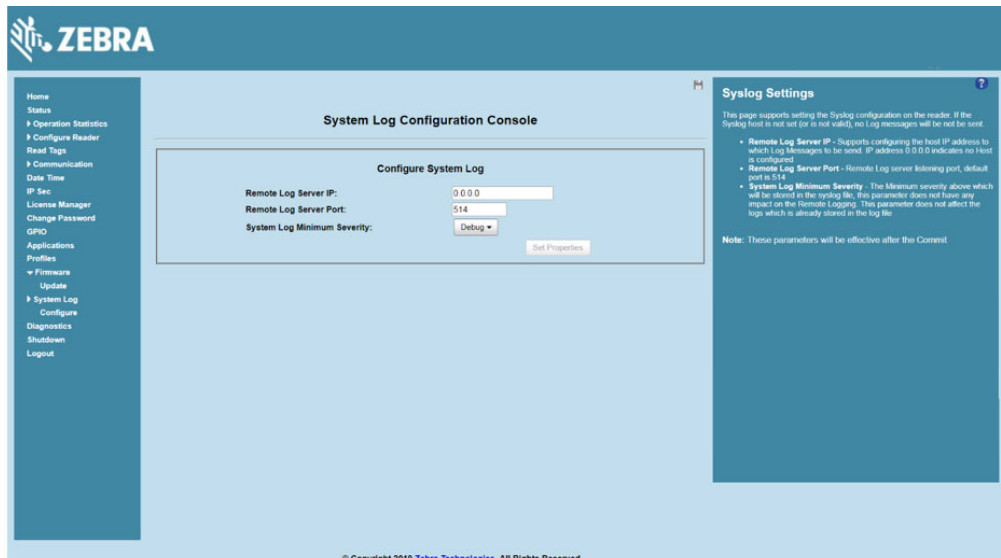 ZEBRA
Home
Status
Operation Statistics
Configure Reader
Read Tags
Communication
Date Time
IP Sec
License Manager
Change Password
GPIO
Applications
Profiles
Firmware
Update
System Log
Configure
Diagnostics
Shutdown
Logout
System Log Configuration Console
Configure System Log
Remote Log Server IP: 0.0.0.0
Remote Log Server Port: 514
System Log Minimum Severity: Debug
Set Properties
?
Syslog Settings
This page supports setting the Syslog configuration on the reader. If the
Syslog host is not set (or is not valid), no Log messages will be not be sent.
• Remote Log Server IP - Supports configuring the host IP address to
which Log Messages to be send. IP address 0.0.0.0 indicates no Host
is configured
• Remote Log Server Port - Remote Log server listening port, default
port is 514
• System Log Minimum Severity - The Minimum severity above which
will be stored in the syslog file, this parameter does not have any
impact on the Remote Logging. This parameter does not affect the
logs which is already stored in the log file
Note: These parameters will be effective after the Commit
Zebra Technologies. All Rights Reserved.